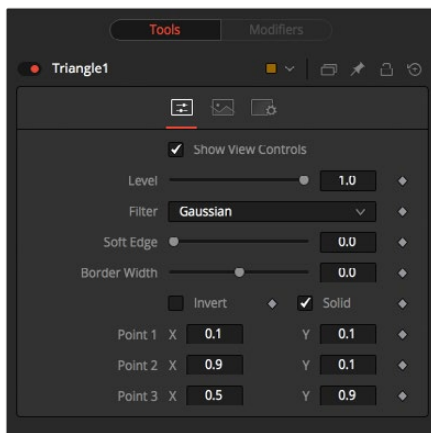 Tools Modifiers
Triangle1
Show View Controls
Level 1.0
Filter Gaussian
Soft Edge 0.0
Border Width 0.0
Invert Solid
Point 1 X 0.1 Y 0.1
Point 2 X 0.9 Y 0.1
Point 3 X 0.5 Y 0.9